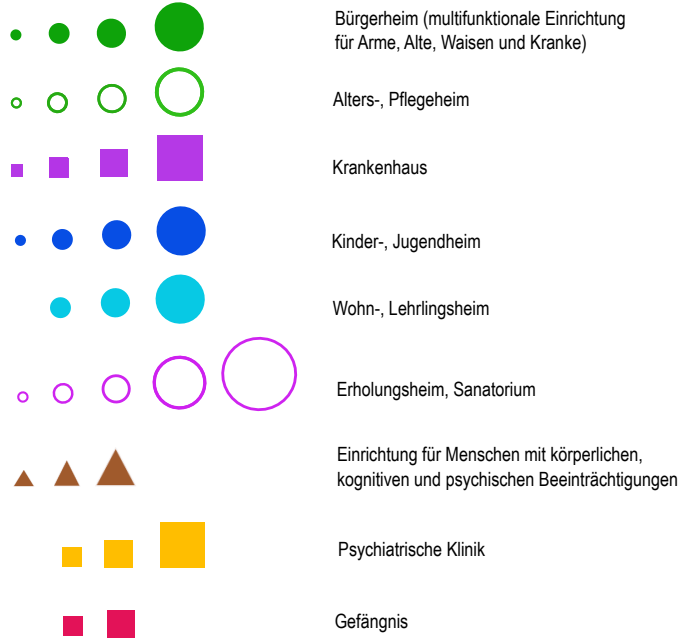 Bürgerheim (multifunktionale Einrichtung
für Arme, Alte, Waisen und Kranke)
Alters-, Pflegeheim
Krankenhaus
Kinder-, Jugendheim
Wohn-, Lehrlingsheim
Erholungsheim, Sanatorium
Einrichtung für Menschen mit körperlichen,
kognitiven und psychischen Beeinträchtigungen
Psychiatrische Klinik
Gefängnis